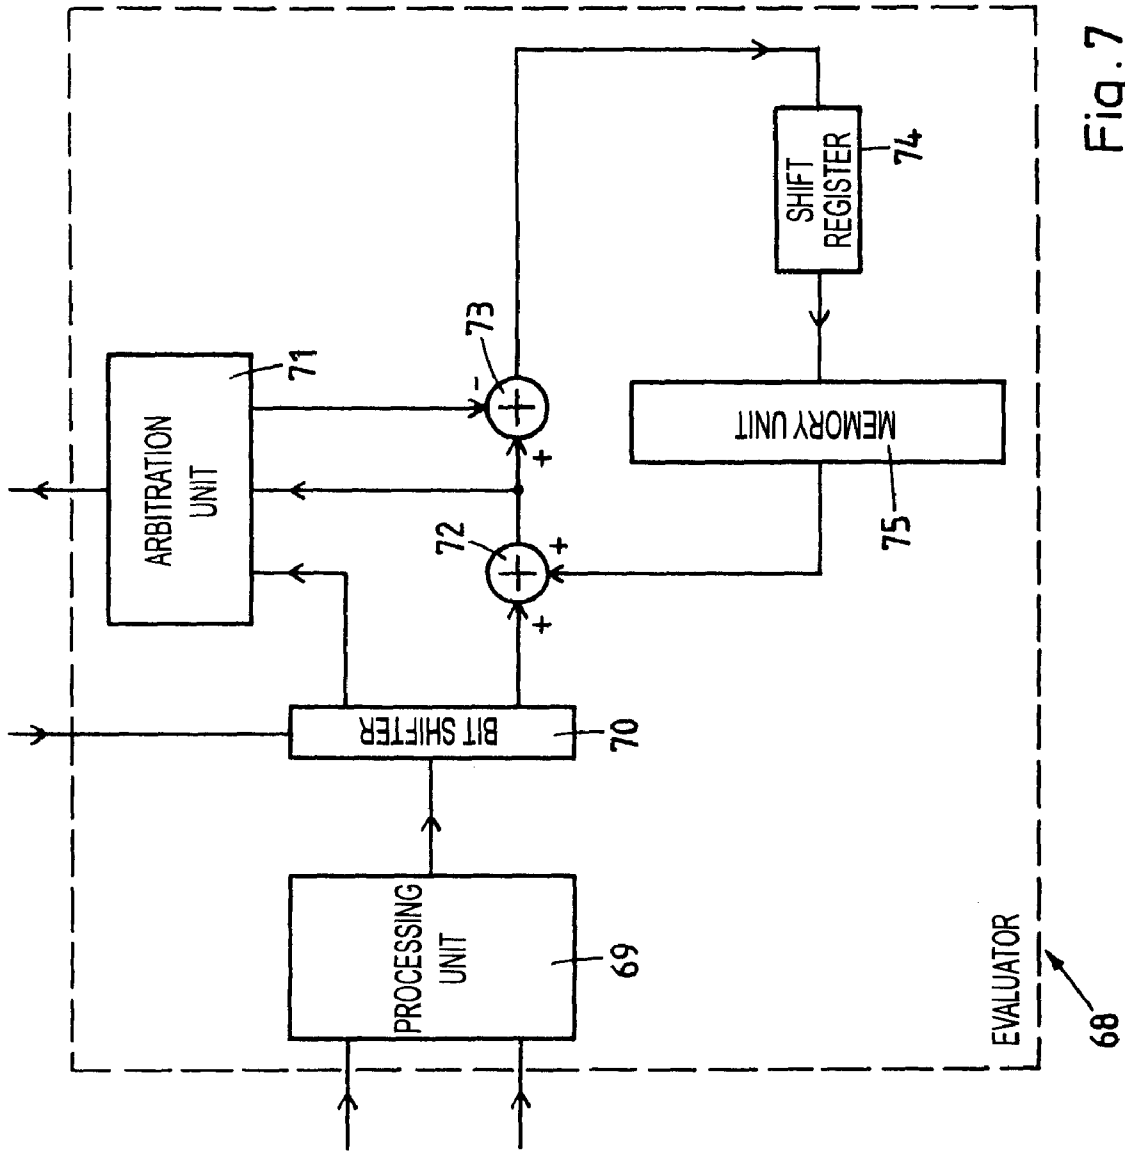 ARBITRATION
UNIT
71
-
73
+
72
+
+
BIT SHIFTER
70
PROCESSING
UNIT
69
SHIFT
REGISTER
74
MEMORY UNIT
75
EVALUATOR
68
Fig. 7